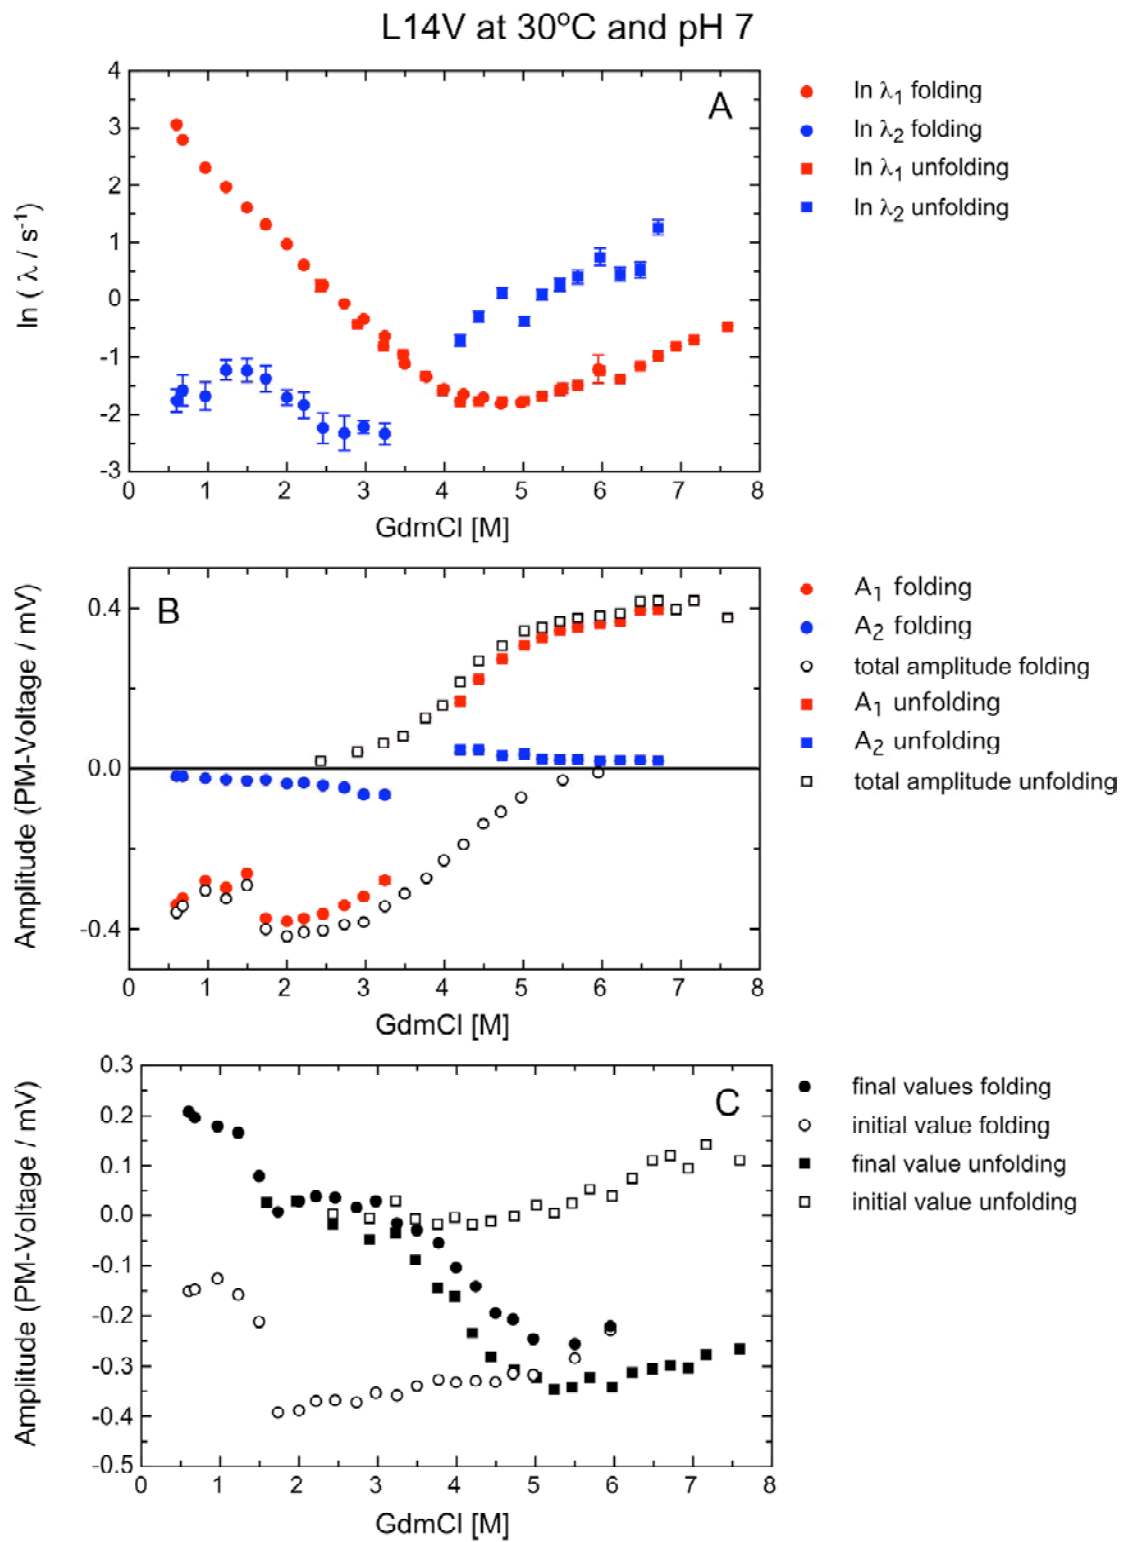 L14V at 30°C and pH 7
4
3
2
1
0
-1
-2
-3
ln ( λ / s⁻¹)
A
0 1 2 3 4 5 6 7 8
GdmCl [M]
ln λ₁ folding
ln λ₂ folding
ln λ₁ unfolding
ln λ₂ unfolding
0.4
0.0
-0.4
Amplitude (PM-Voltage / mV)
B
0 1 2 3 4 5 6 7 8
GdmCl [M]
A₁ folding
A₂ folding
total amplitude folding
A₁ unfolding
A₂ unfolding
total amplitude unfolding
0.3
0.2
0.1
0.0
-0.1
-0.2
-0.3
-0.4
-0.5
Amplitude (PM-Voltage / mV)
C
0 1 2 3 4 5 6 7 8
GdmCl [M]
final values folding
initial value folding
final value unfolding
initial value unfolding